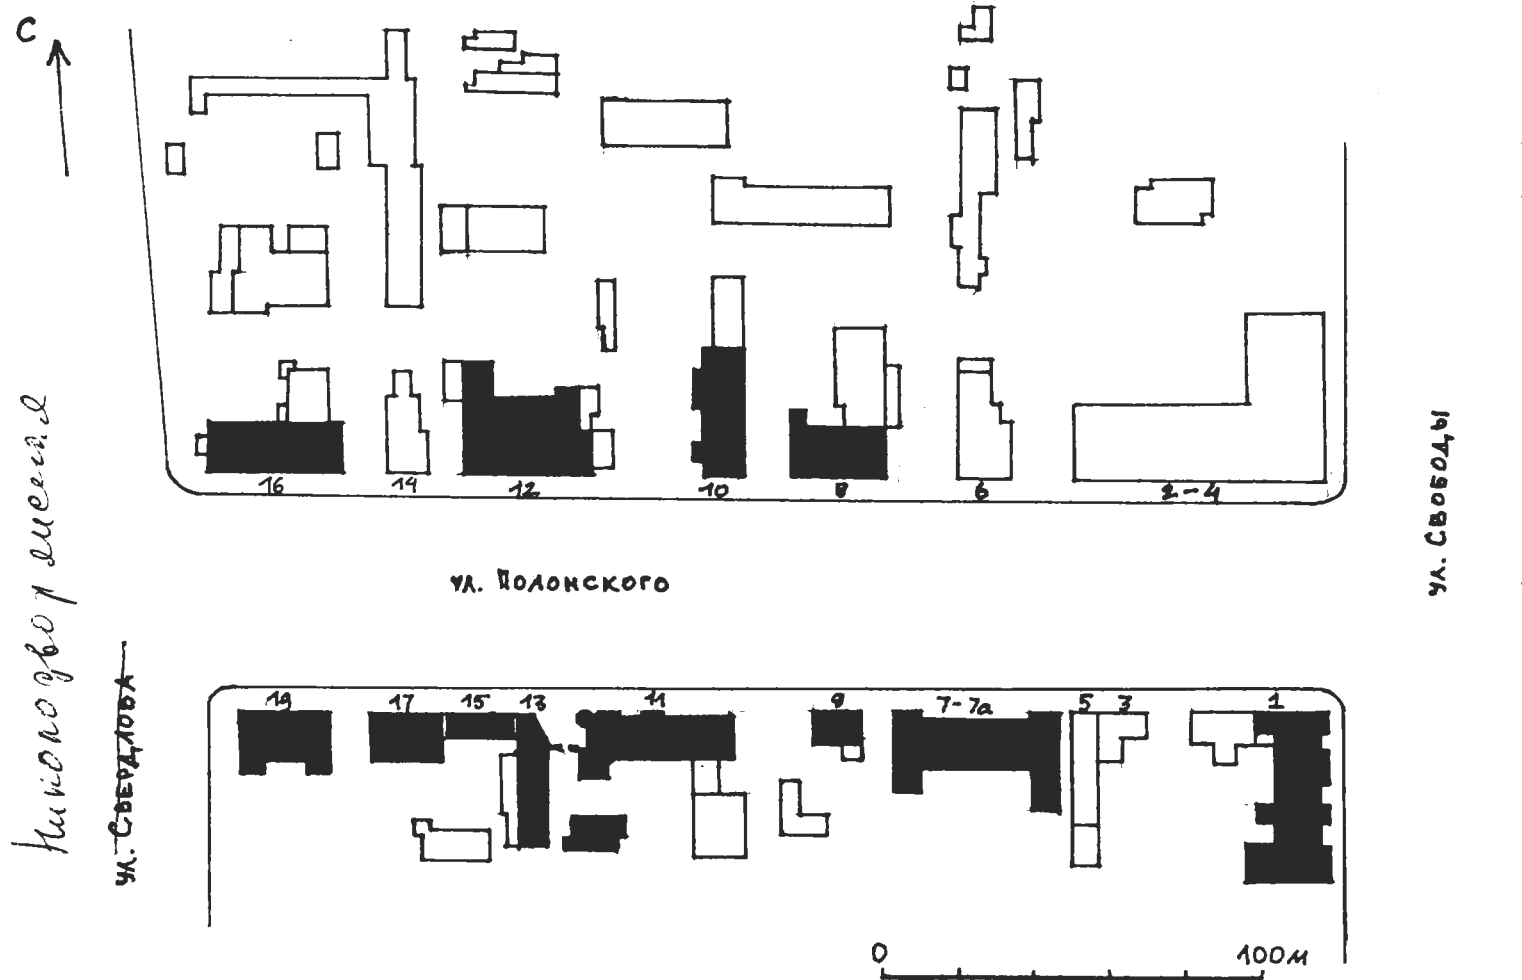 С
16 14 12 10 8 6 2-4
ул. Полонского
ул. Свободы
ул. Свердлова
19 17 15 13 11 9 7-7а 5 3 1
0 100м